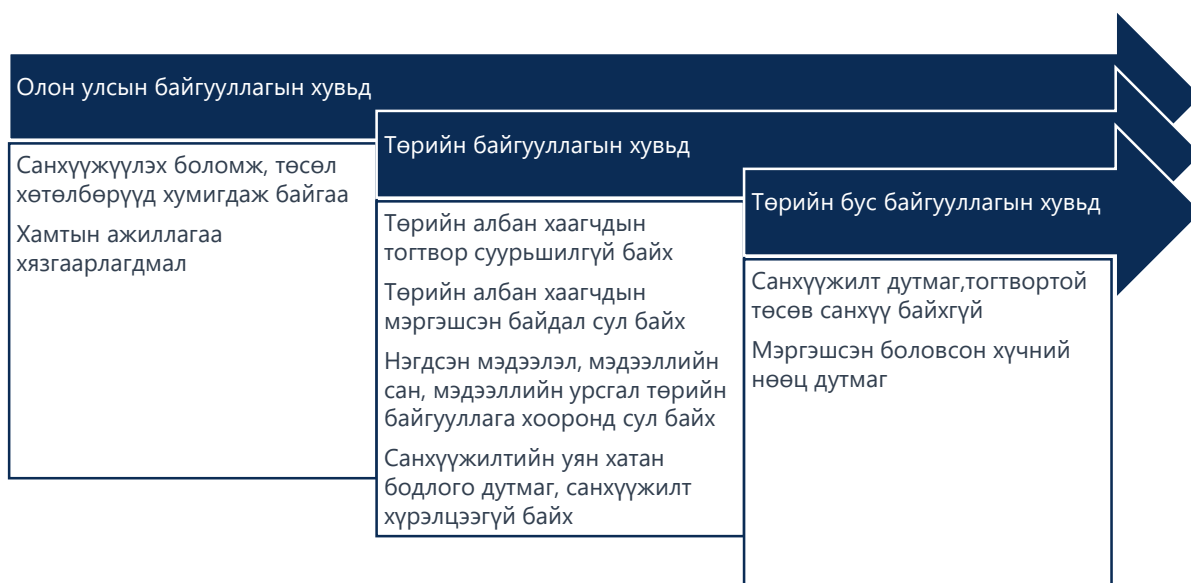 Олон улсын байгууллагын хувьд
Санхүүжүүлэх боломж, төсөл
хөтөлбөрүүд хумигдаж байгаа
Хамтын ажиллагаа
хязгаарлагдмал
Төрийн байгууллагын хувьд
Төрийн албан хаагчдын
тогтвор суурьшилгүй байх
Төрийн албан хаагчдын
мэргэшсэн байдал сул байх
Нэгдсэн мэдээлэл, мэдээллийн
сан, мэдээллийн урсгал төрийн
байгууллага хооронд сул байх
Санхүүжилтийн уян хатан
бодлого дутмаг, санхүүжилт
хүрэлцээгүй байх
Төрийн бус байгууллагын хувьд
Санхүүжилт дутмаг,тогтвортой
төсөв санхүү байхгүй
Мэргэшсэн боловсон хүчний
нөөц дутмаг